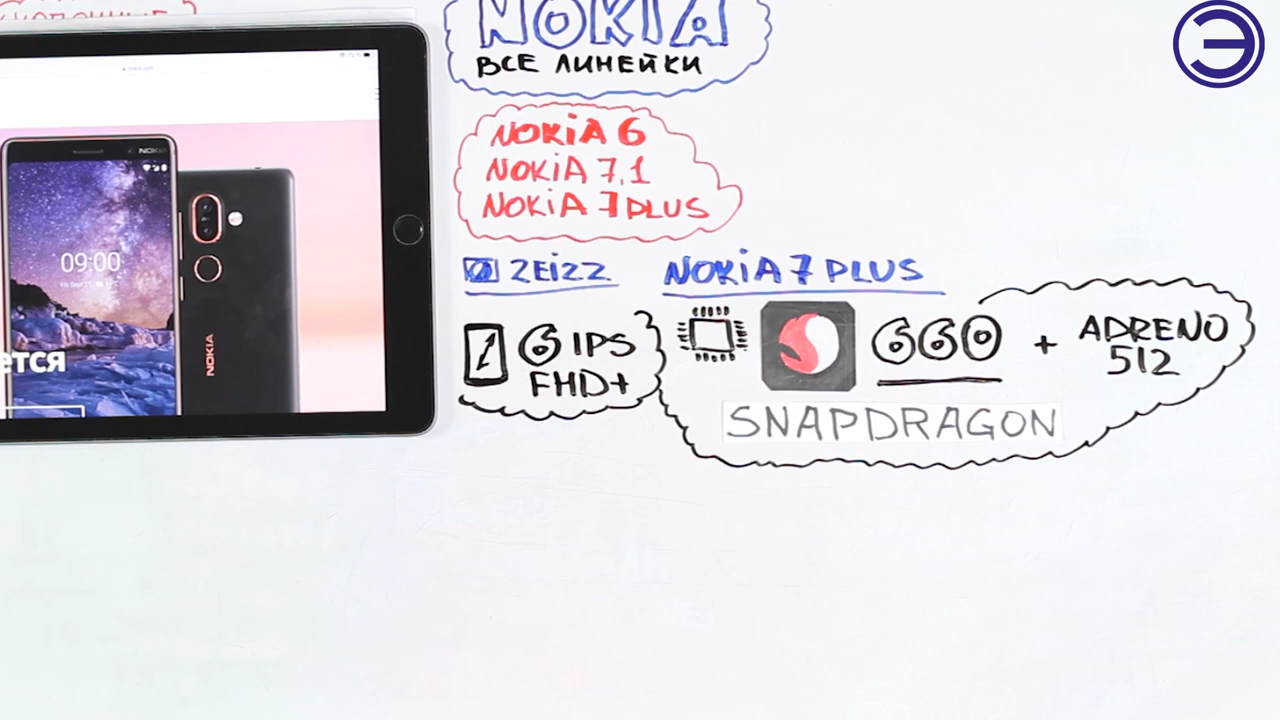 NOKIA
ВСЕ ЛИНЕЙКИ
NOKIA 6
NOKIA 7,1
NOKIA 7 PLUS
ZEIZZ
NOKIA 7 PLUS
6 IPS
FHD+
660 + ADRENO
512
SNAPDRAGON
NOKIA
09:00
NOKIA
ется
Э